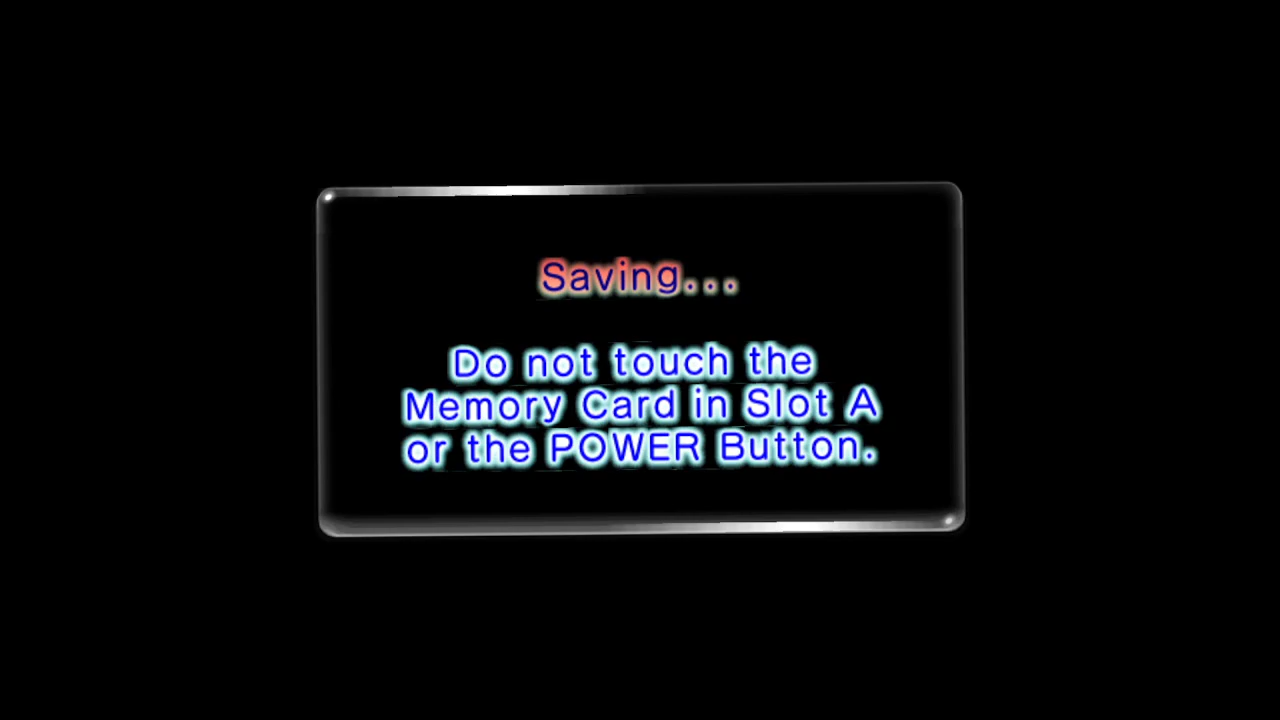 Saving...
Do not touch the
Memory Card in Slot A
or the POWER Button.